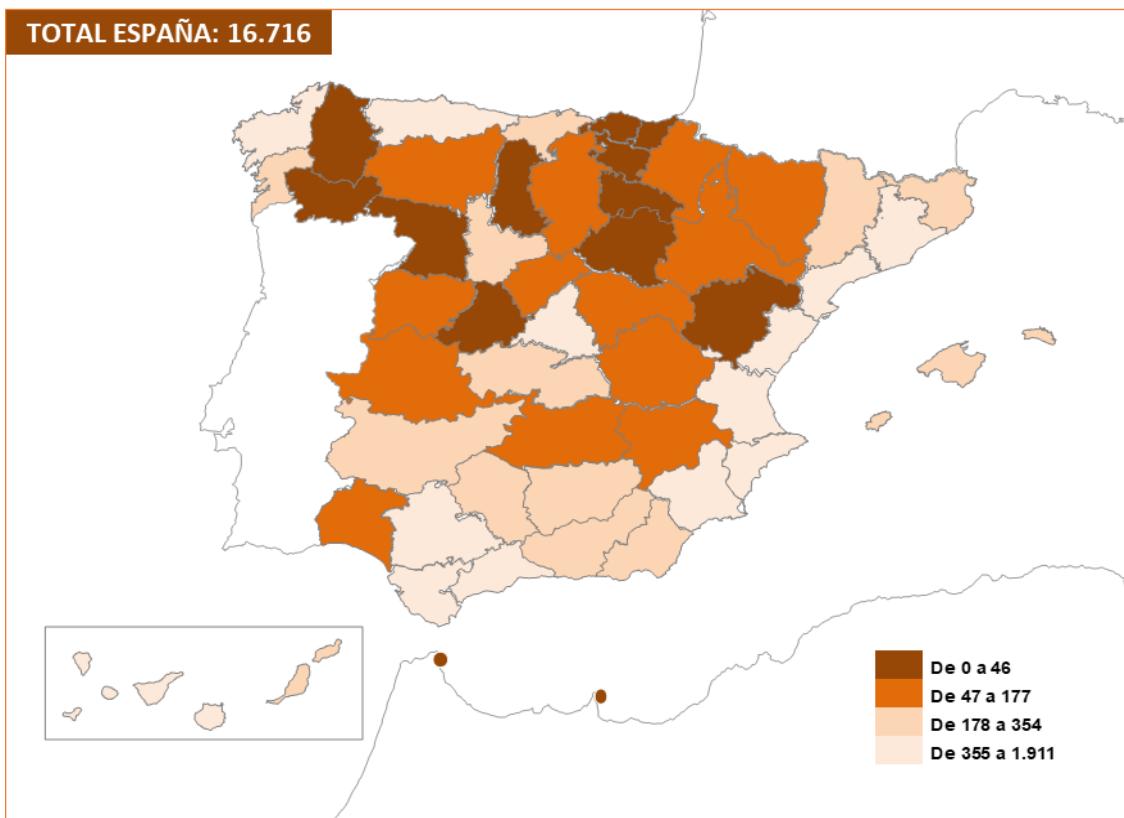 TOTAL ESPAÑA: 16.716
De 0 a 46
De 47 a 177
De 178 a 354
De 355 a 1.911